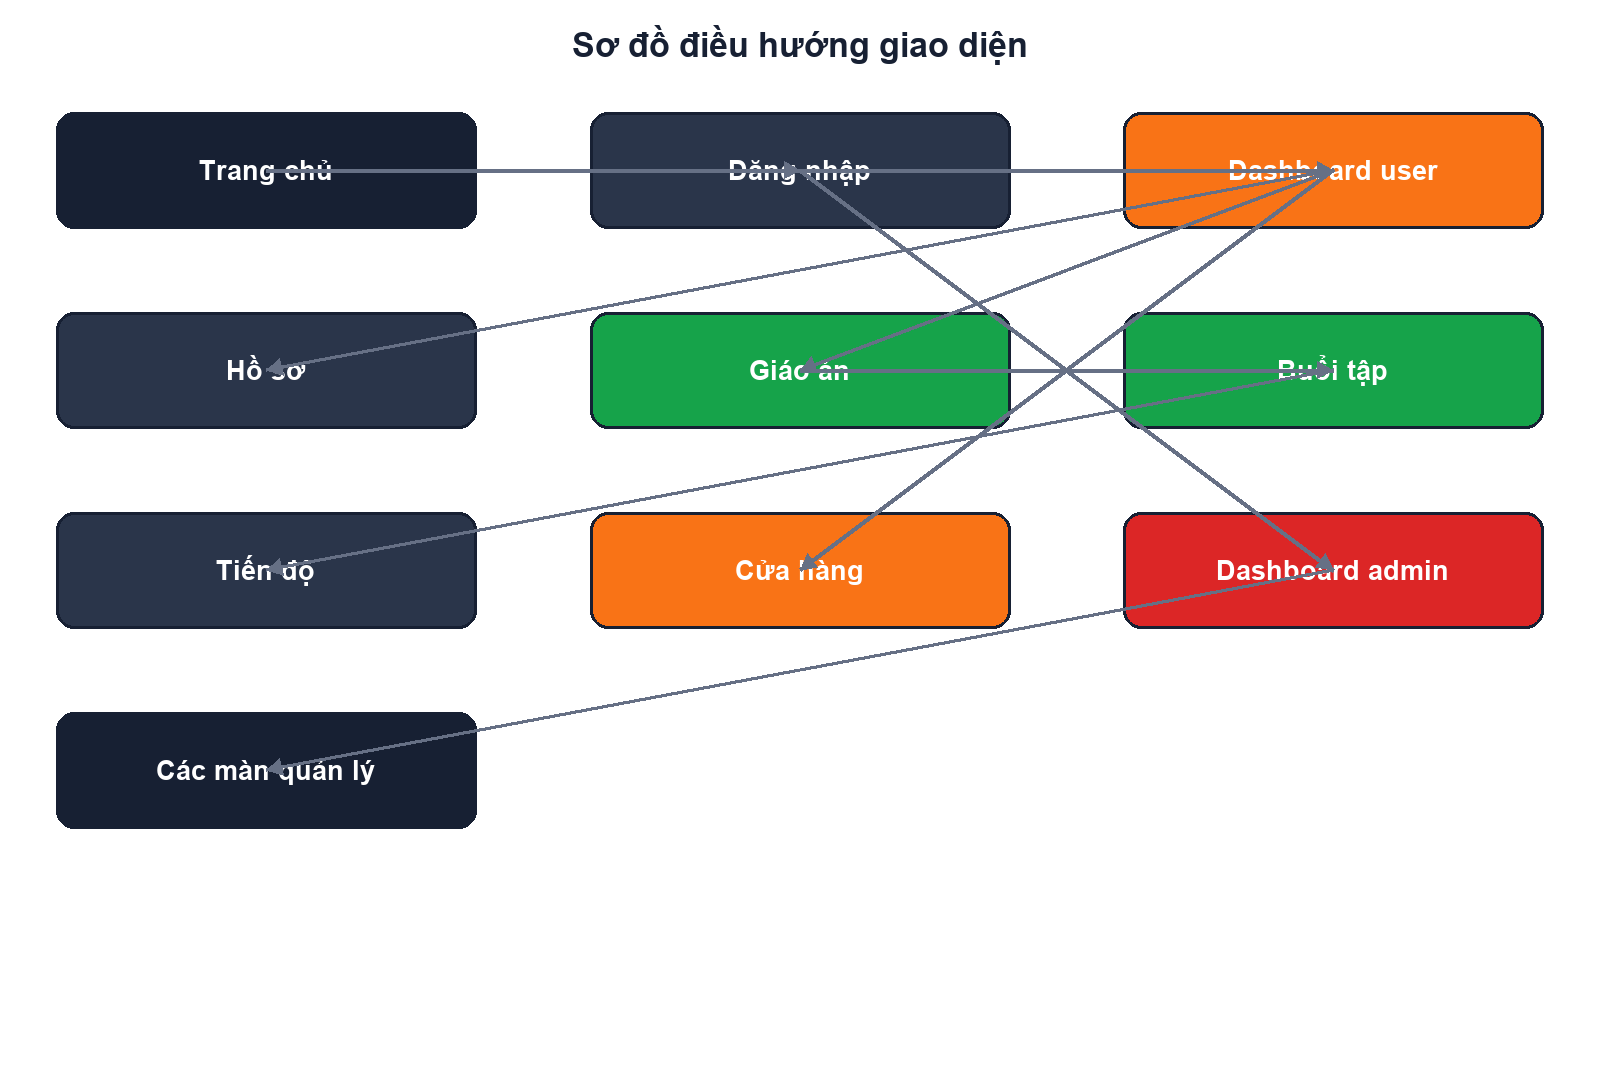 Sơ đồ điều hướng giao diện
Trang chủ
Đăng nhập
Dashboard user
Hồ sơ
Giáo án
Buổi tập
Tiến độ
Cửa hàng
Dashboard admin
Các màn quản lý